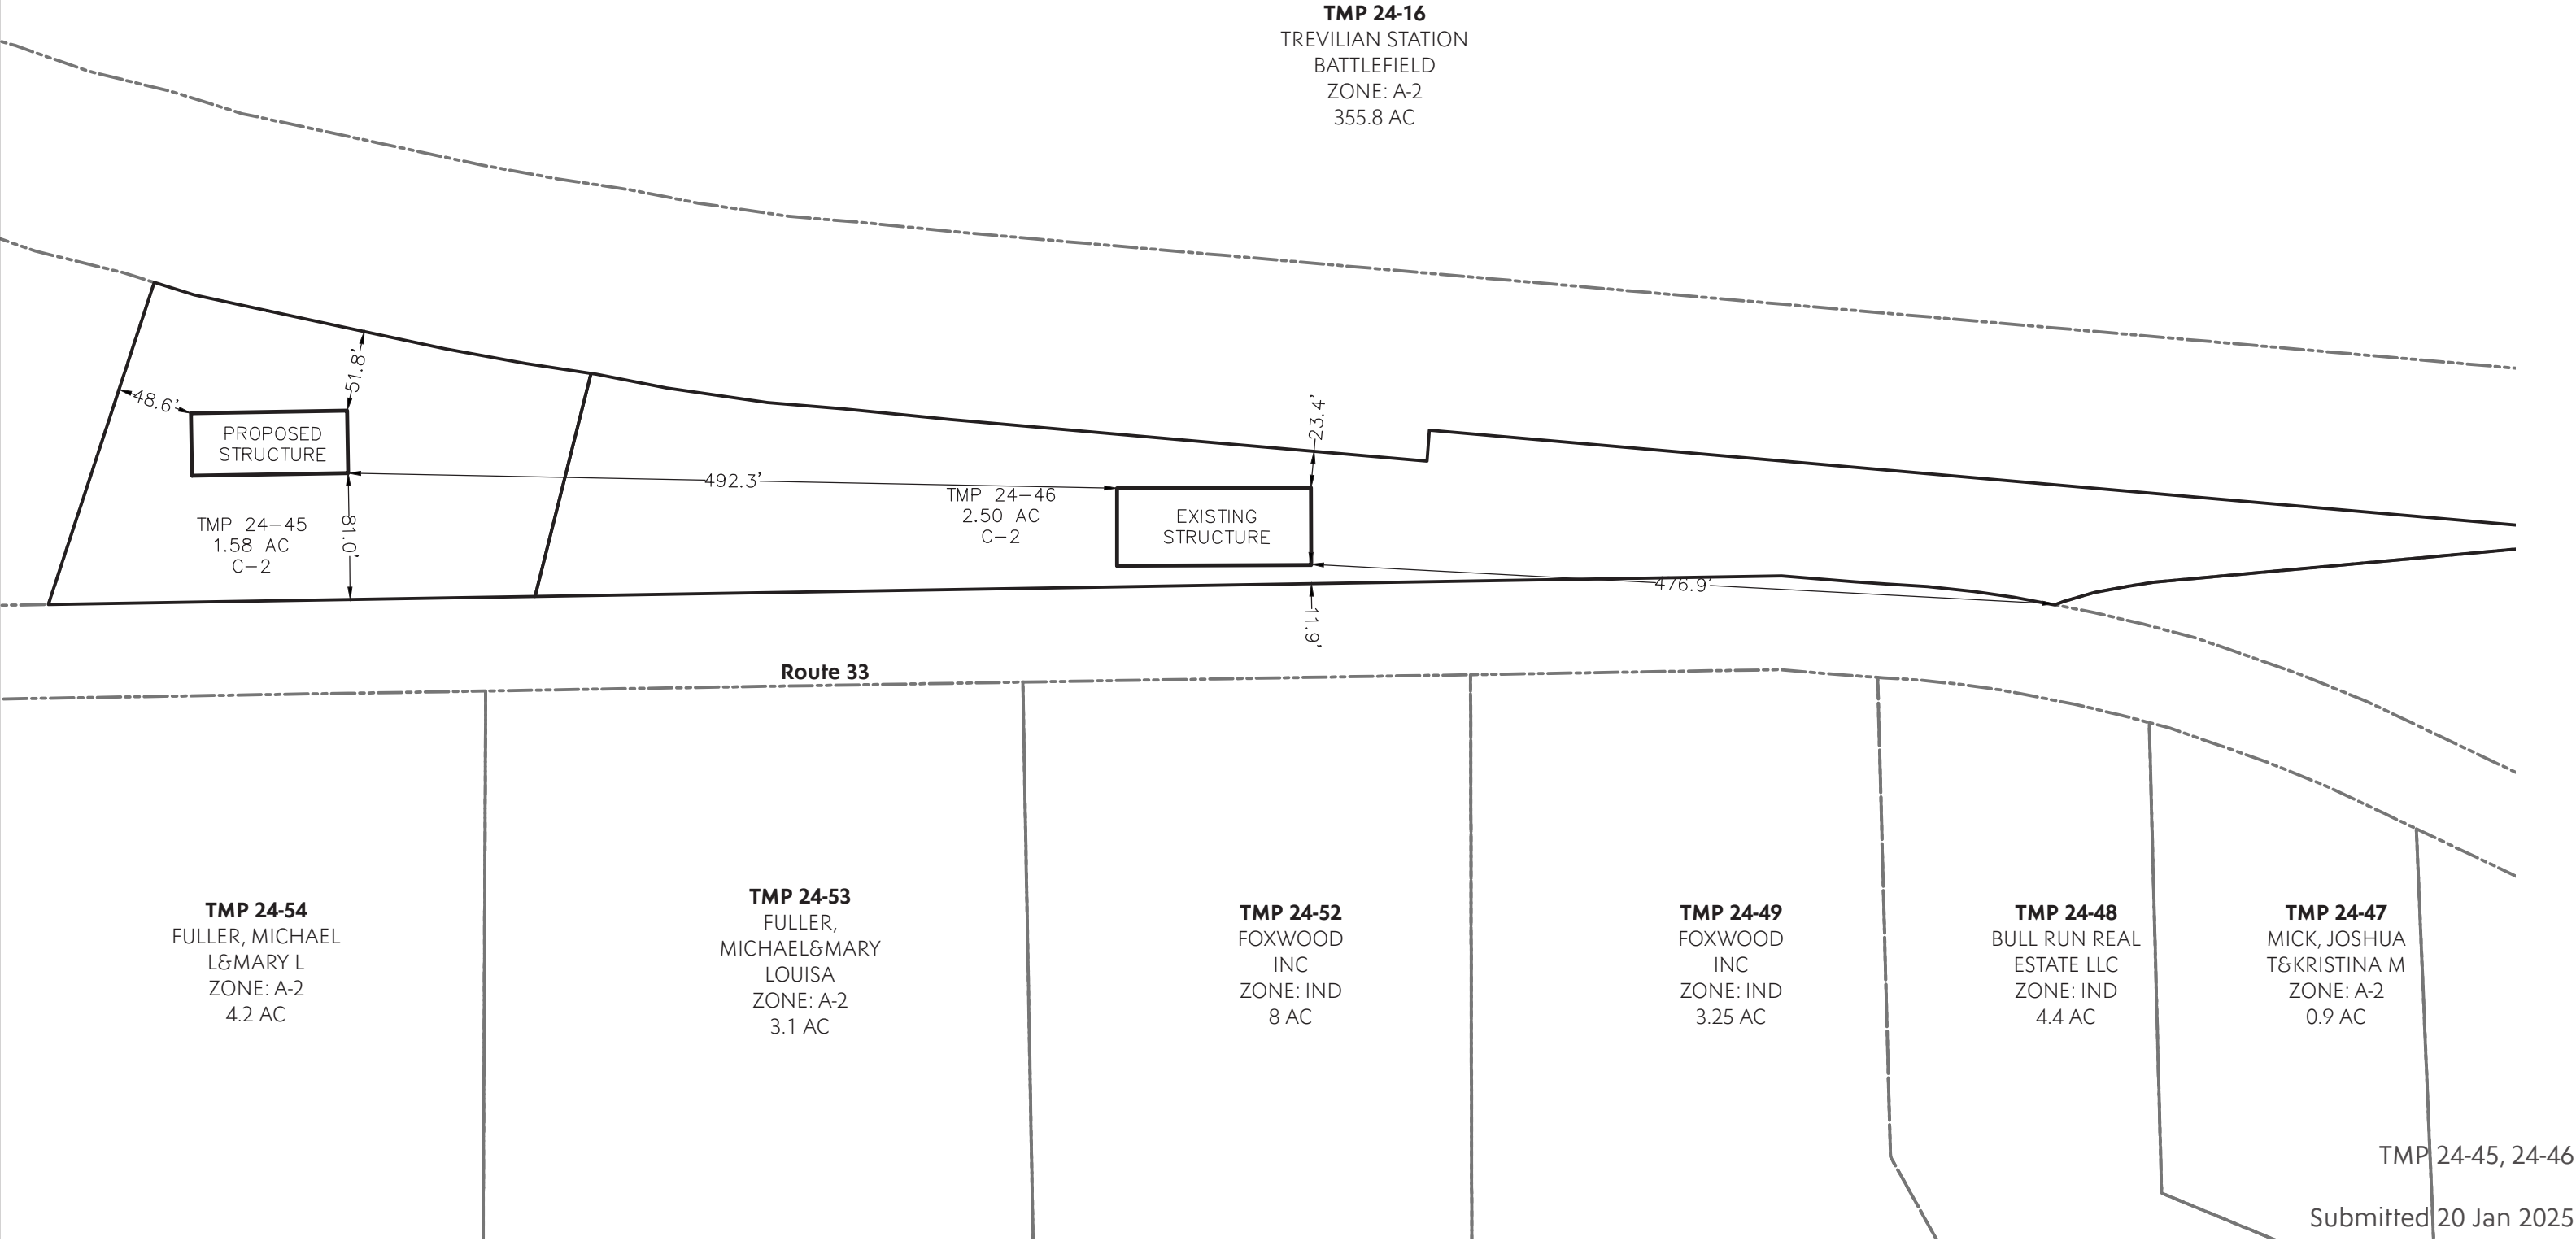 TMP 24-16
TREVILIAN STATION
BATTLEFIELD
ZONE: A-2
355.8 AC
51.8'
48.6'
PROPOSED
STRUCTURE
23.4'
492.3'
TMP 24-46
2.50 AC
C-2
EXISTING
STRUCTURE
TMP 24-45
1.58 AC
C-2
81.0'
476.9'
11.9'
Route 33
TMP 24-54
FULLER, MICHAEL
L&MARY L
ZONE: A-2
4.2 AC
TMP 24-53
FULLER,
MICHAEL&MARY
LOUISA
ZONE: A-2
3.1 AC
TMP 24-52
FOXWOOD
INC
ZONE: IND
8 AC
TMP 24-49
FOXWOOD
INC
ZONE: IND
3.25 AC
TMP 24-48
BULL RUN REAL
ESTATE LLC
ZONE: IND
4.4 AC
TMP 24-47
MICK, JOSHUA
T&KRISTINA M
ZONE: A-2
0.9 AC
TMP 24-45, 24-46
Submitted 20 Jan 2025